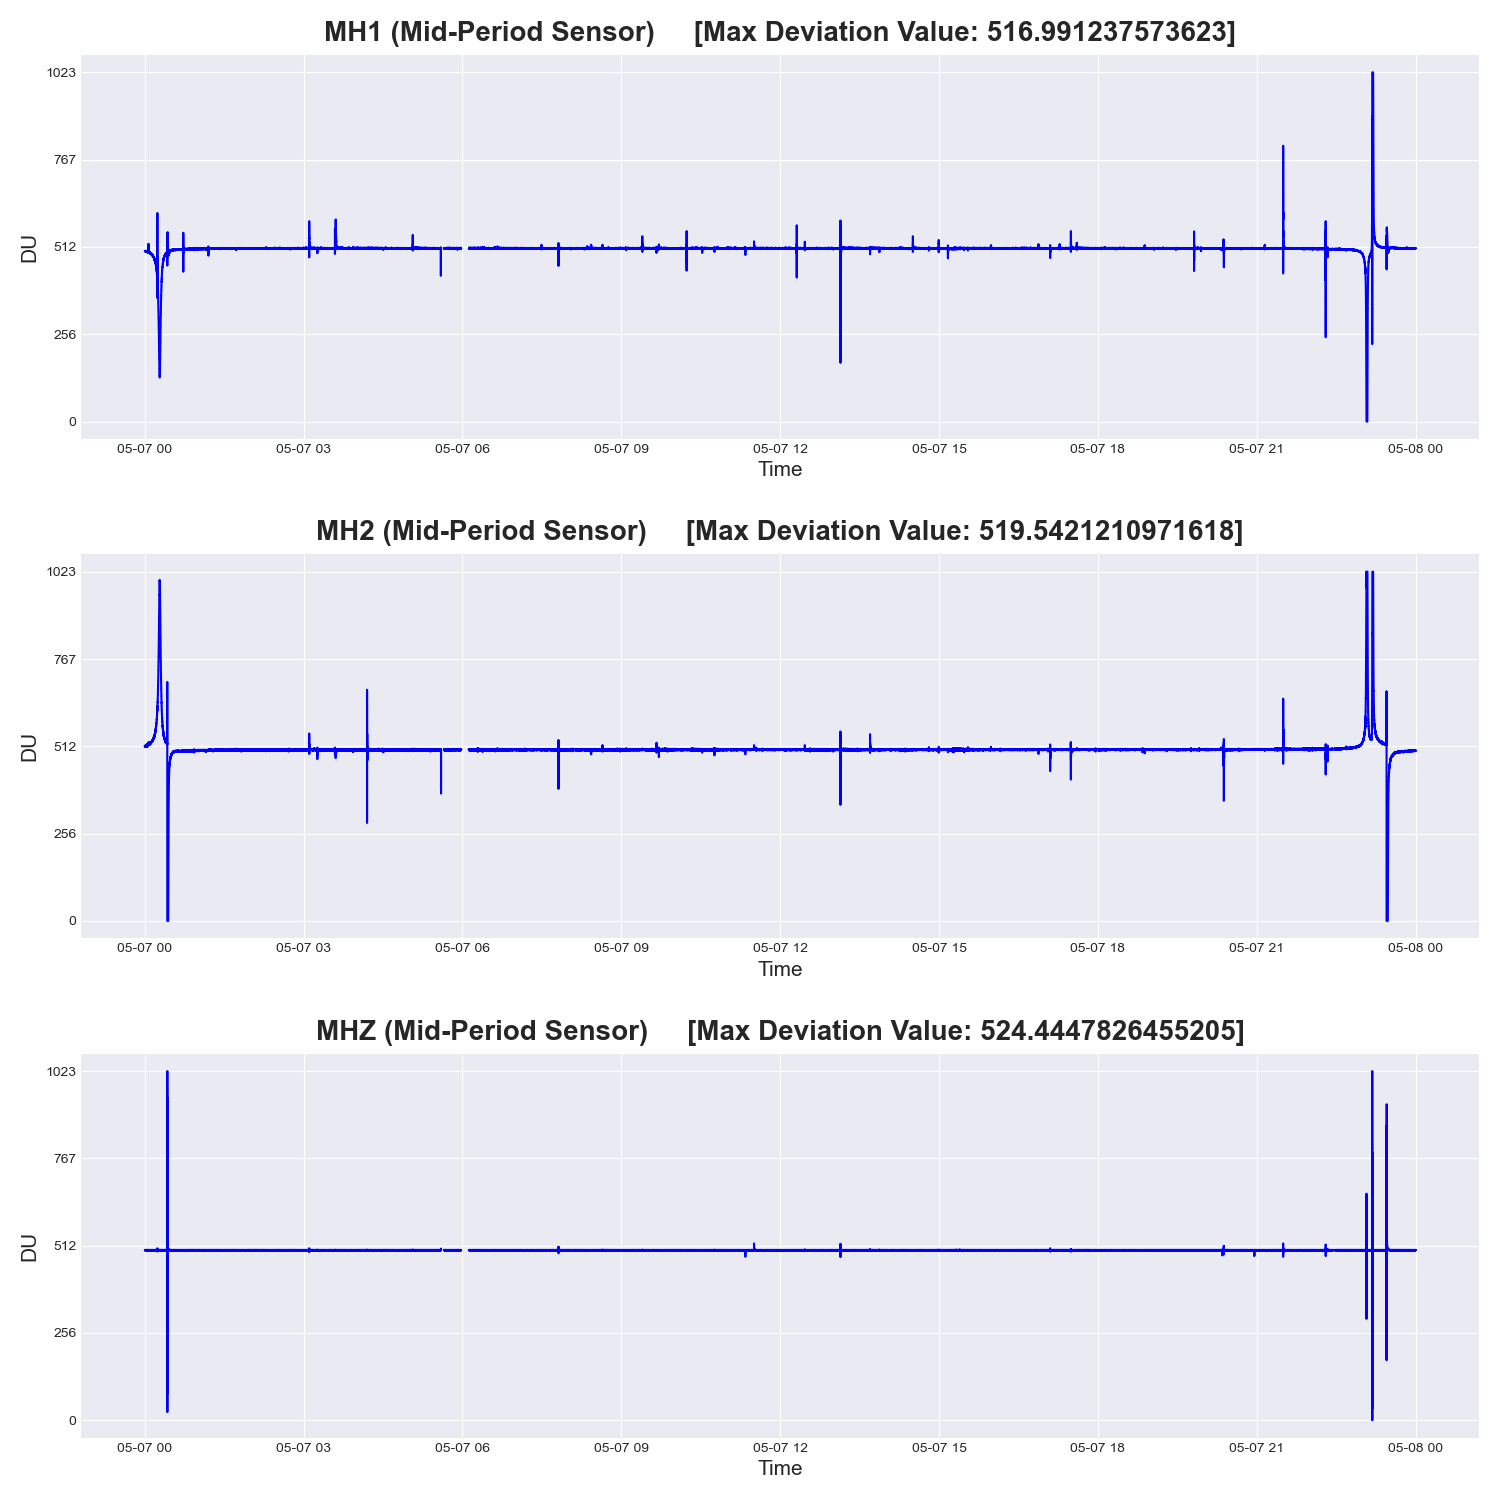 MH1 (Mid-Period Sensor) [Max Deviation Value: 516.991237573623]
1023
767
512
256
0
DU
05-07 00 05-07 03 05-07 06 05-07 09 05-07 12 05-07 15 05-07 18 05-07 21 05-08 00
Time
MH2 (Mid-Period Sensor) [Max Deviation Value: 519.5421210971618]
1023
767
512
256
0
DU
05-07 00 05-07 03 05-07 06 05-07 09 05-07 12 05-07 15 05-07 18 05-07 21 05-08 00
Time
MHZ (Mid-Period Sensor) [Max Deviation Value: 524.4447826455205]
1023
767
512
256
0
DU
05-07 00 05-07 03 05-07 06 05-07 09 05-07 12 05-07 15 05-07 18 05-07 21 05-08 00
Time